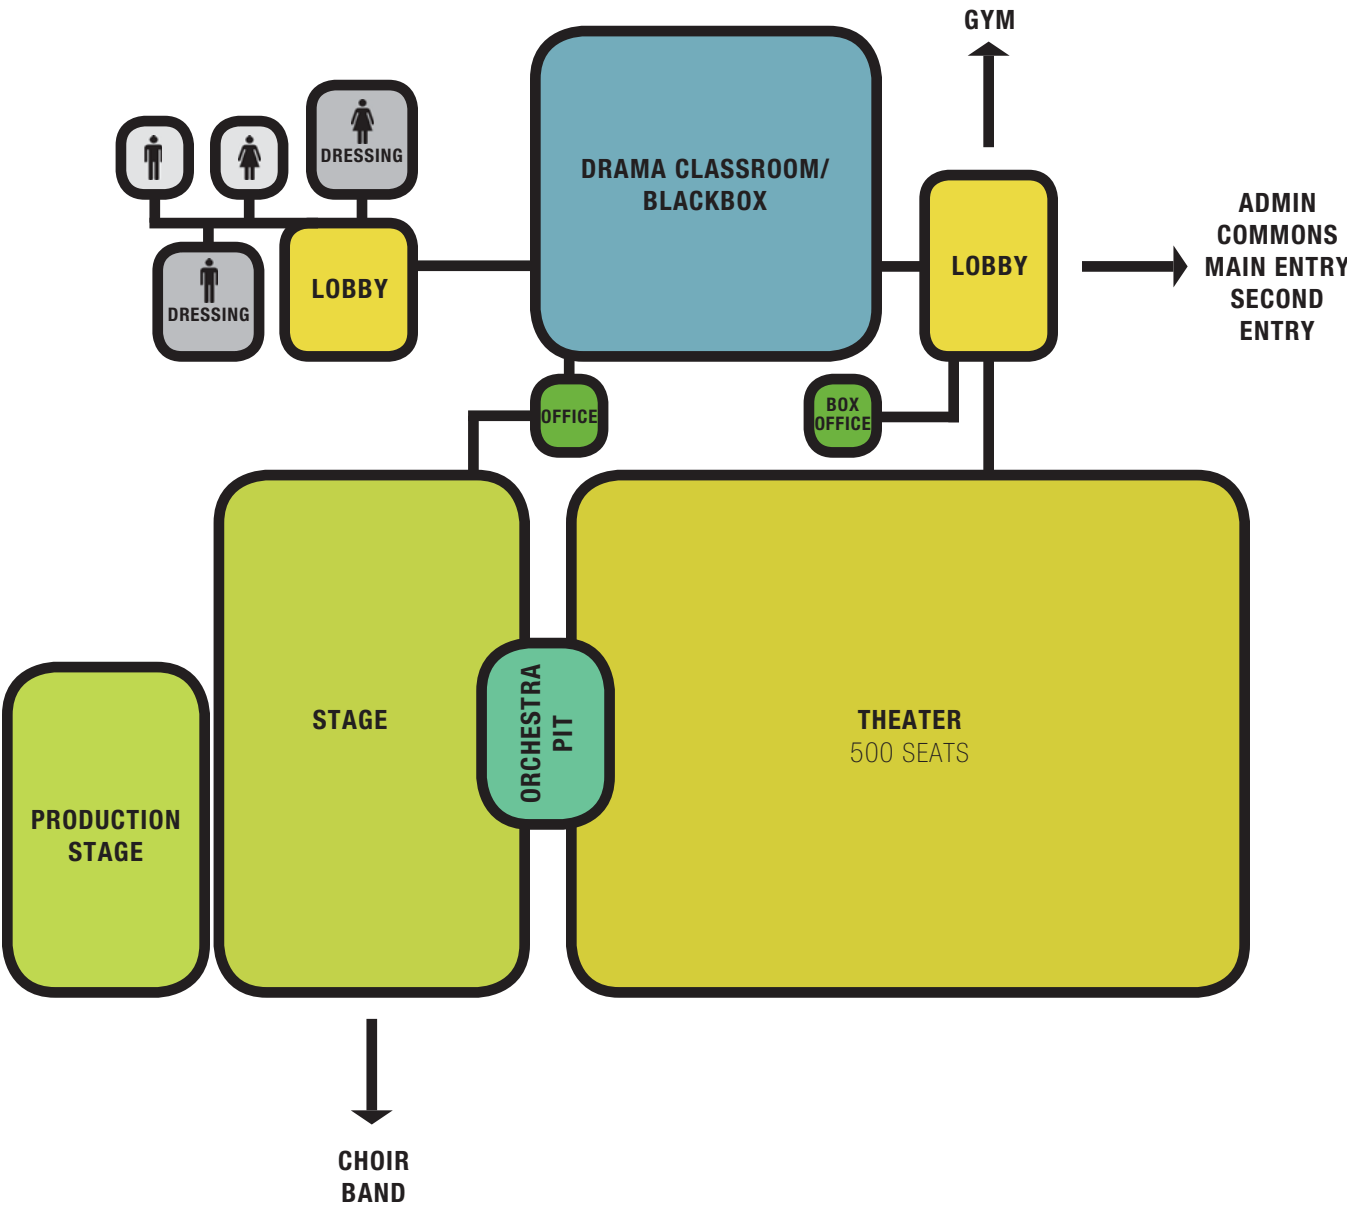 GYM
DRESSING
DRAMA CLASSROOM/
BLACKBOX
ADMIN
COMMONS
MAIN ENTRY
SECOND
ENTRY
LOBBY
LOBBY
DRESSING
OFFICE
BOX
OFFICE
STAGE
ORCHESTRA
PIT
THEATER
500 SEATS
PRODUCTION
STAGE
CHOIR
BAND